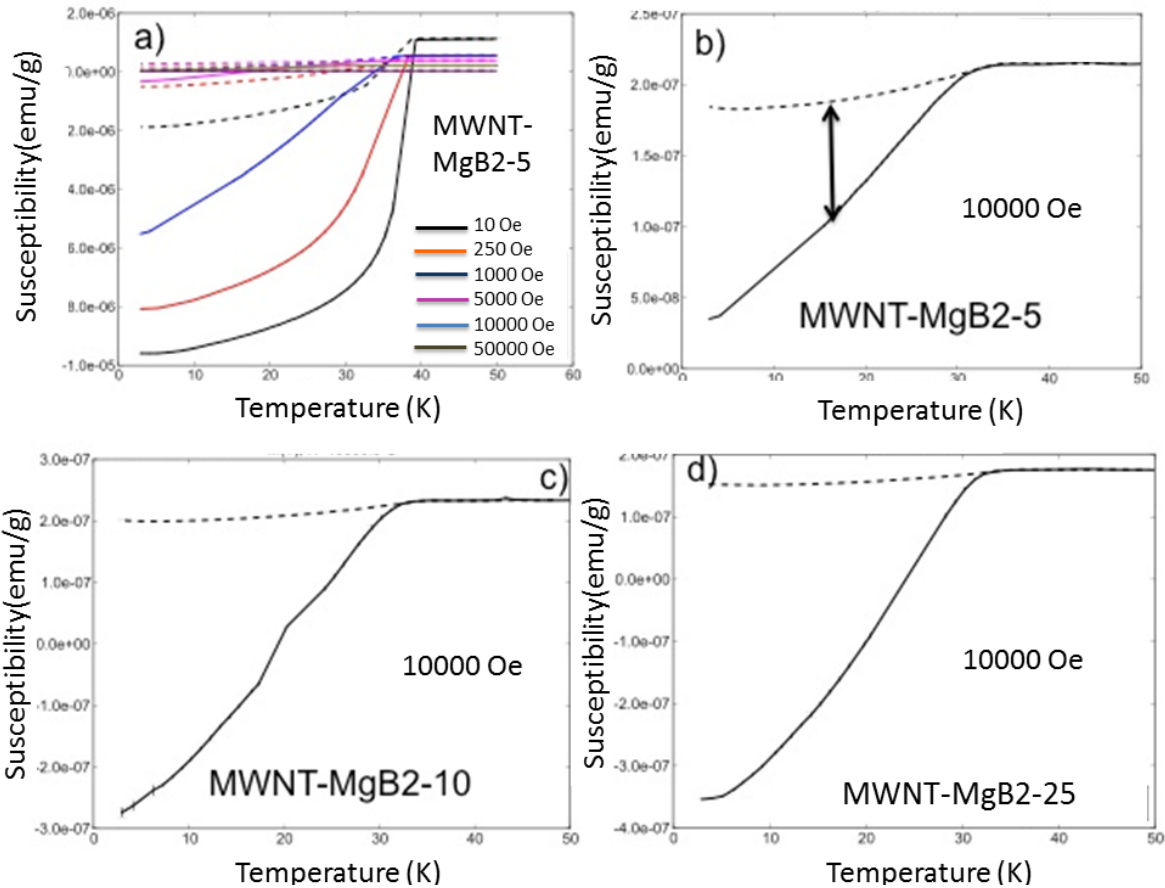 a)
Susceptibility(emu/g)
2.0e-06
0.0e+00
2.0e-06
4.0e-06
6.0e-06
8.0e-06
-1.0e-05
MWNT-
MgB2-5
10 Oe
250 Oe
1000 Oe
5000 Oe
10000 Oe
50000 Oe
0 10 20 30 40 50 60
Temperature (K)
b)
Susceptibility(emu/g)
2.5e-07
2.0e-07
1.5e-07
1.0e-07
5.0e-08
0.0e+00
10000 Oe
MWNT-MgB2-5
0 10 20 30 40 50
Temperature (K)
c)
Susceptibility(emu/g)
3.0e-07
2.0e-07
1.0e-07
0.0e+00
-1.0e-07
-2.0e-07
-3.0e-07
10000 Oe
MWNT-MgB2-10
0 10 20 30 40 50
Temperature (K)
d)
Susceptibility(emu/g)
2.0e-07
1.0e-07
0.0e+00
-1.0e-07
-2.0e-07
-3.0e-07
-4.0e-07
10000 Oe
MWNT-MgB2-25
0 10 20 30 40 50
Temperature (K)